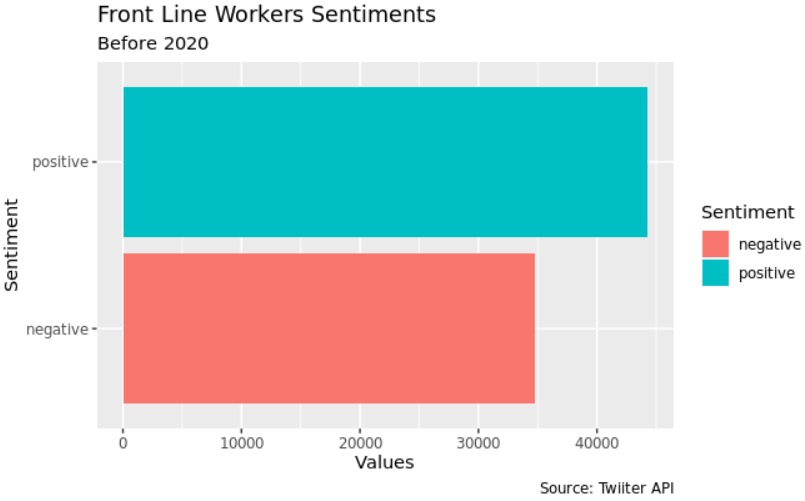 Front Line Workers Sentiments
Before 2020
Sentiment
positive
negative
0 10000 20000 30000 40000
Values
Sentiment
negative
positive
Source: Twiiter API